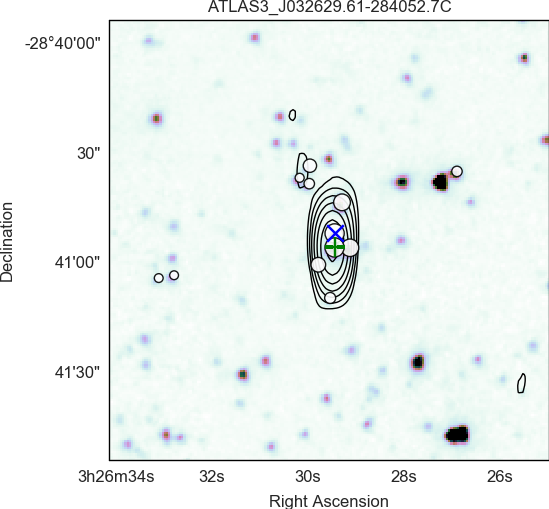 ATLAS3_J032629.61-284052.7C
-28°40'00"
30"
41'00"
41'30"
Declination
3h26m34s 32s 30s 28s 26s
Right Ascension